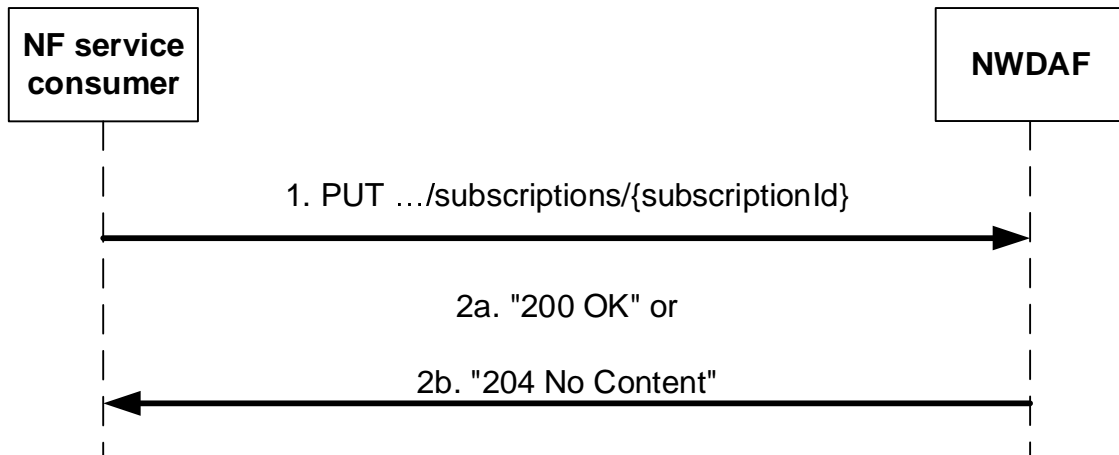 NF service
consumer
NWDAF
1. PUT …/subscriptions/{subscriptionId}
2a. "200 OK" or
2b. "204 No Content"